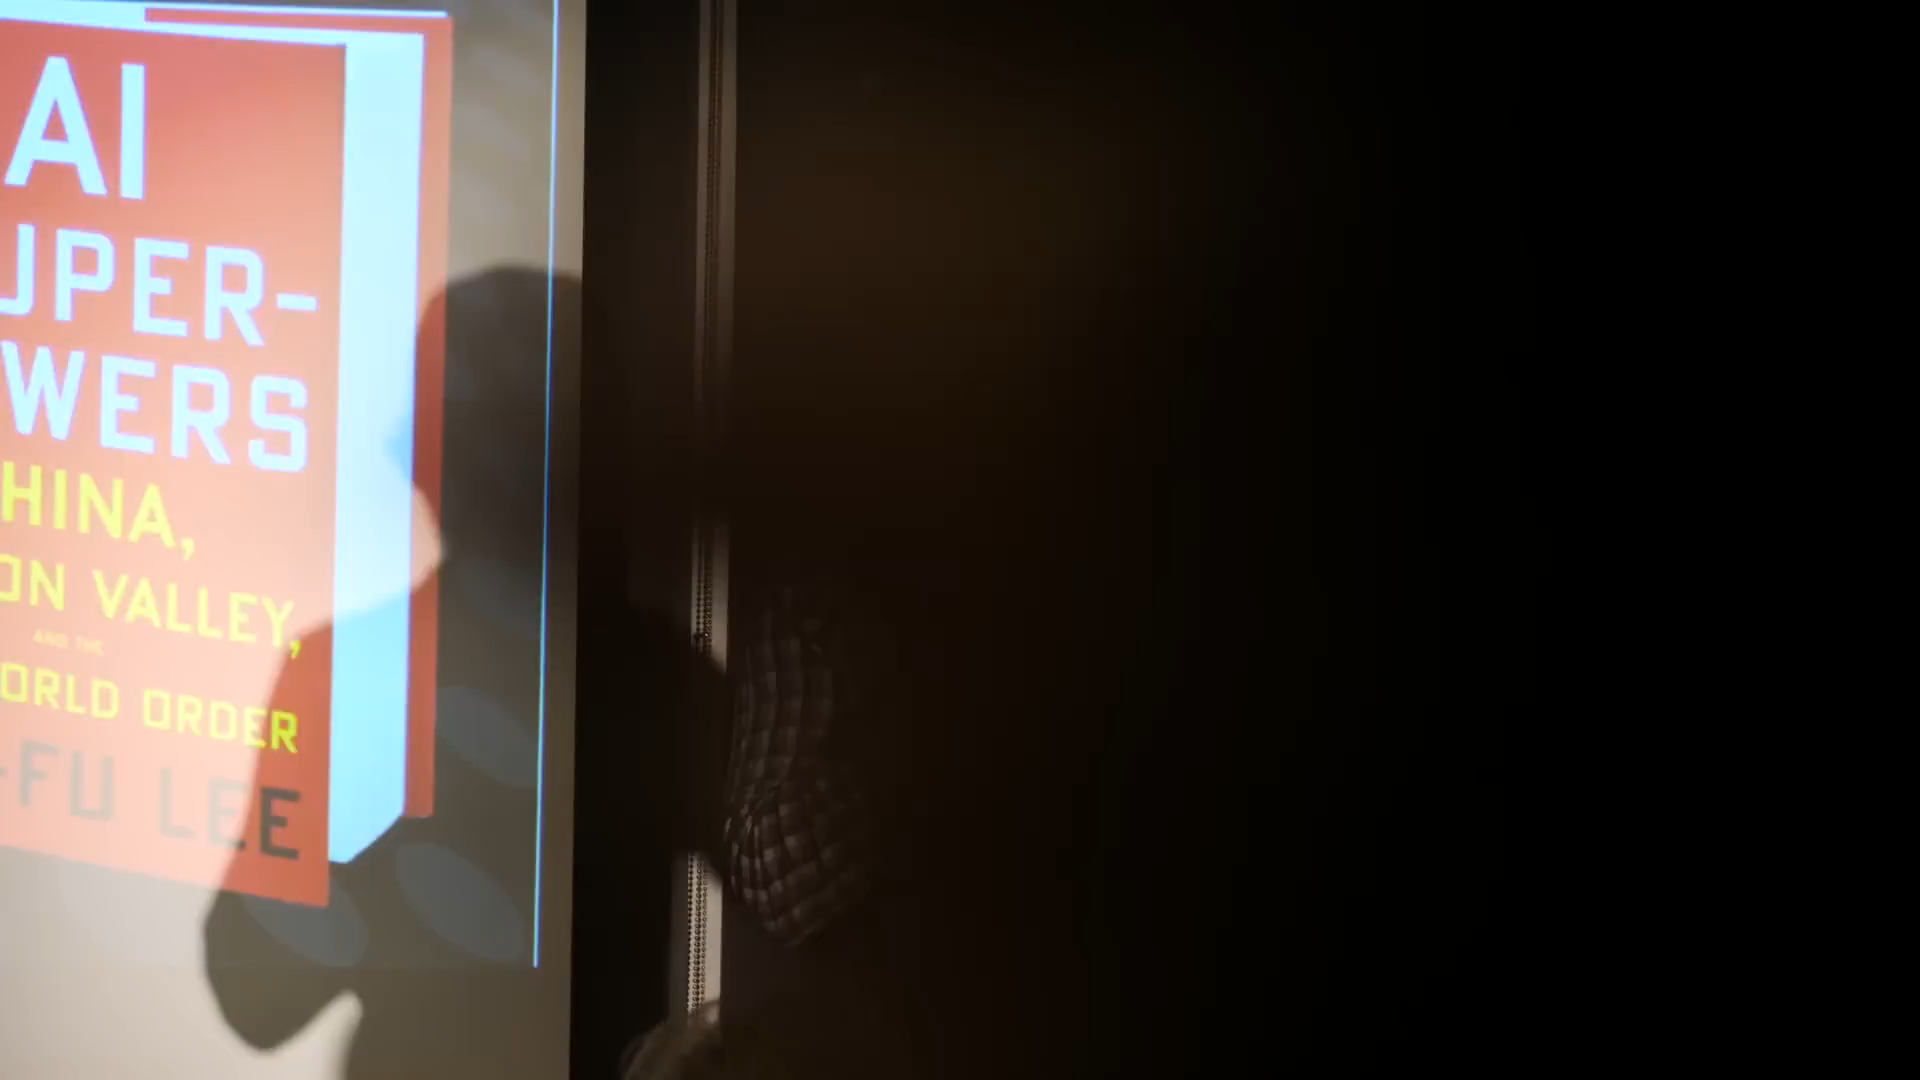 AI
UPER-
WERS
HINA,
ON VALLEY,
AND THE
ORLD ORDER
-FU LEE